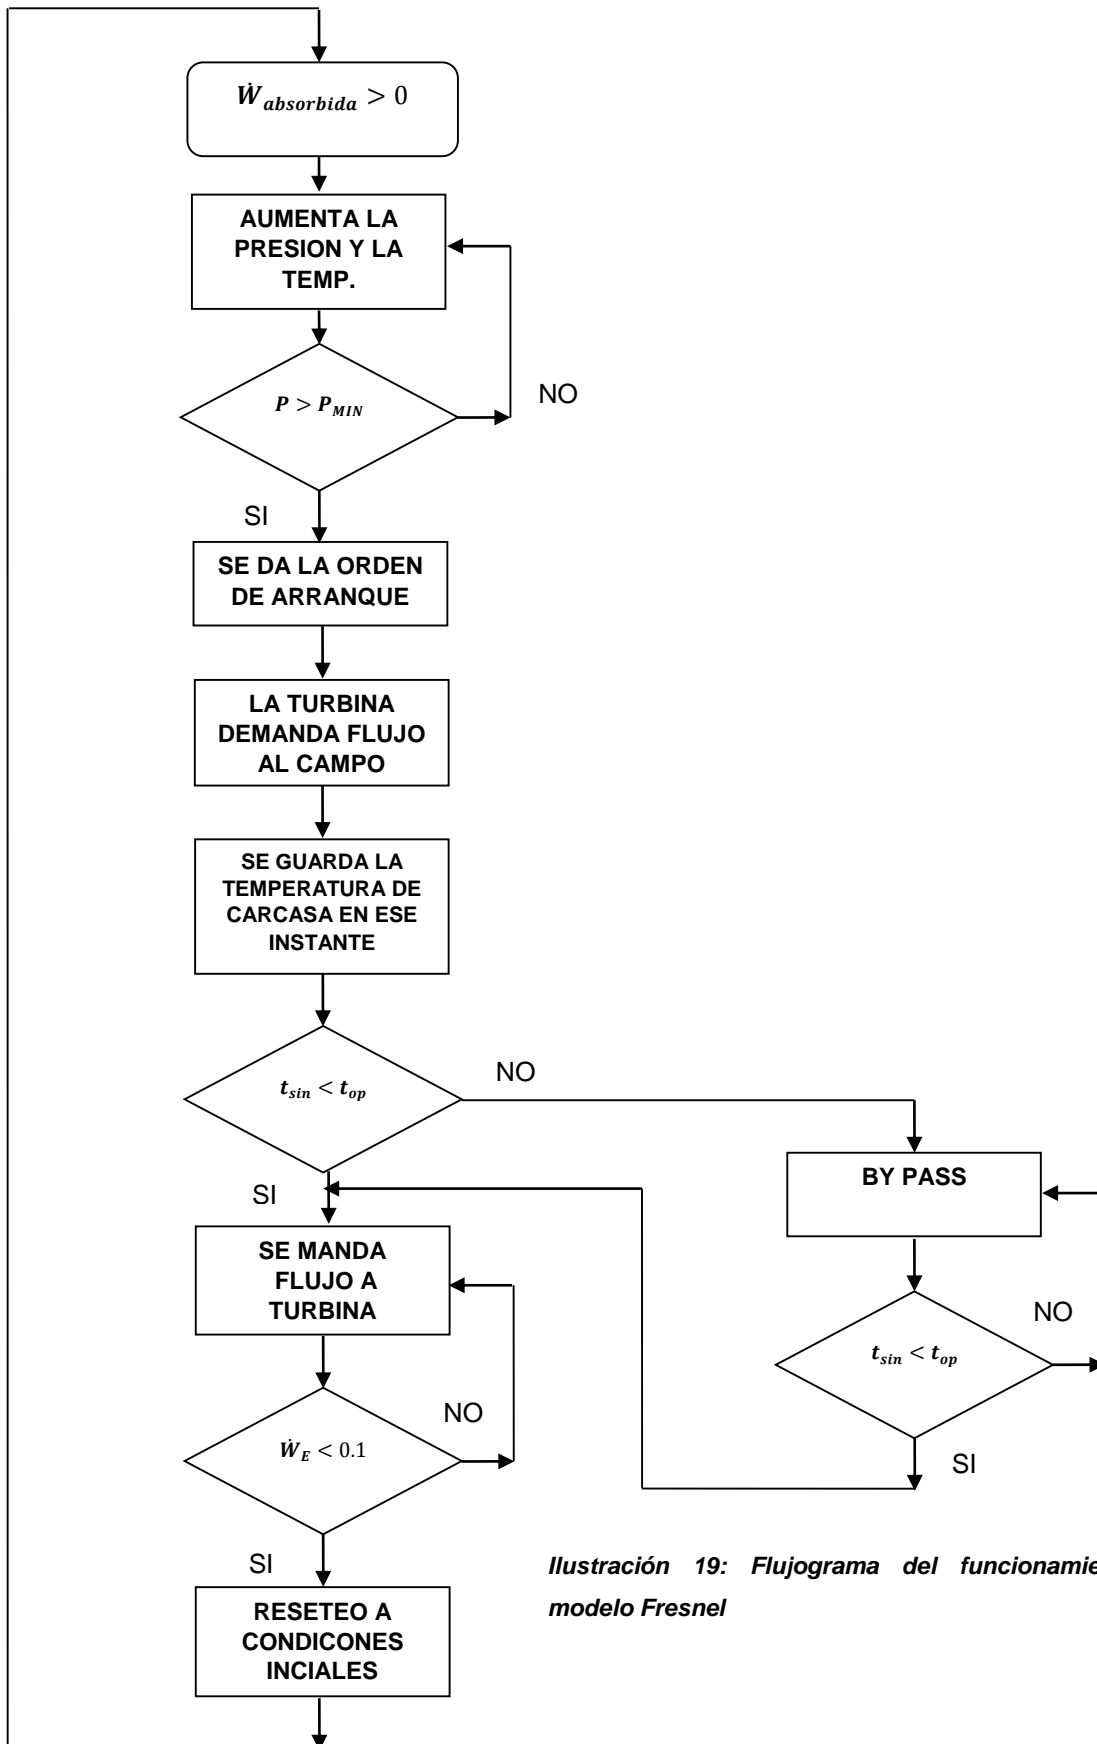 Ẇabsorbida > 0
AUMENTA LA
PRESION Y LA
TEMP.
P > PMIN
NO
SI
SE DA LA ORDEN
DE ARRANQUE
LA TURBINA
DEMANDA FLUJO
AL CAMPO
SE GUARDA LA
TEMPERATURA DE
CARCASA EN ESE
INSTANTE
tsin < top
NO
SI
BY PASS
SE MANDA
FLUJO A
TURBINA
tsin < top
NO
SI
ẆE < 0.1
NO
SI
RESETEO A
CONDICONES
INCIALES
Ilustración 19: Flujograma del funcionamie
modelo Fresnel